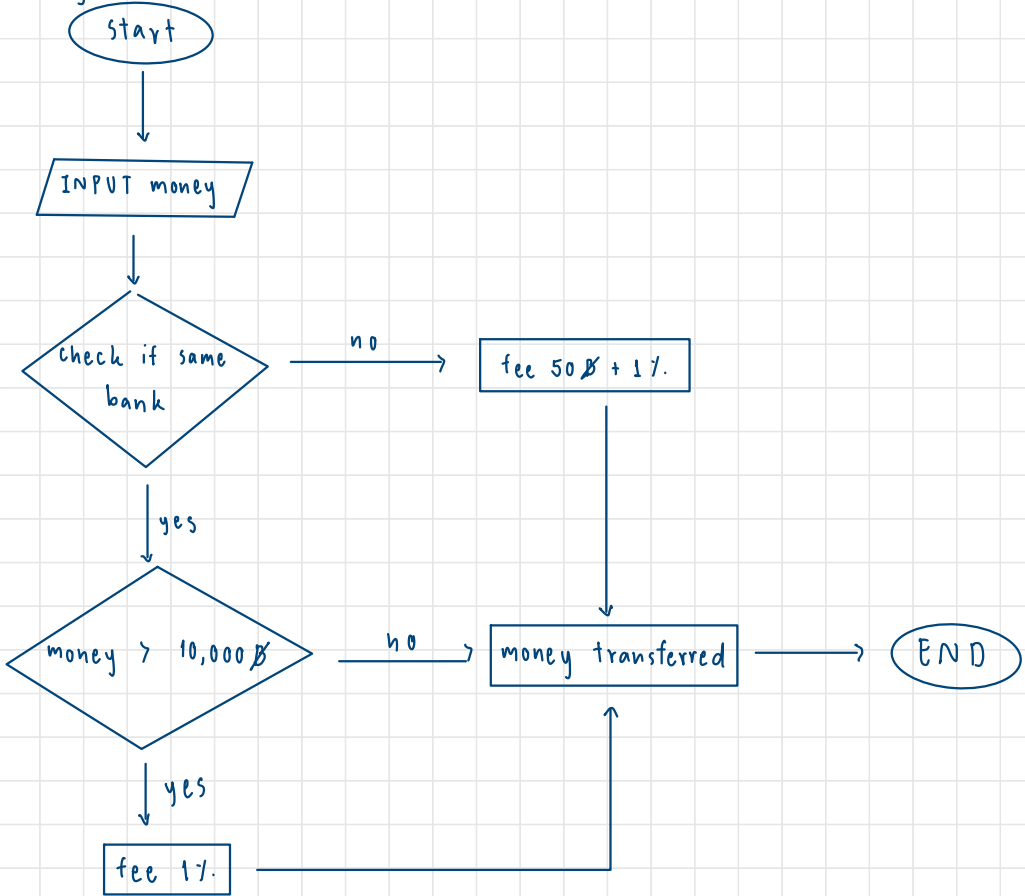 start
INPUT money
check if same
bank
no
fee 50฿ + 1%
yes
money > 10,000฿
no
money transferred
END
yes
fee 1%